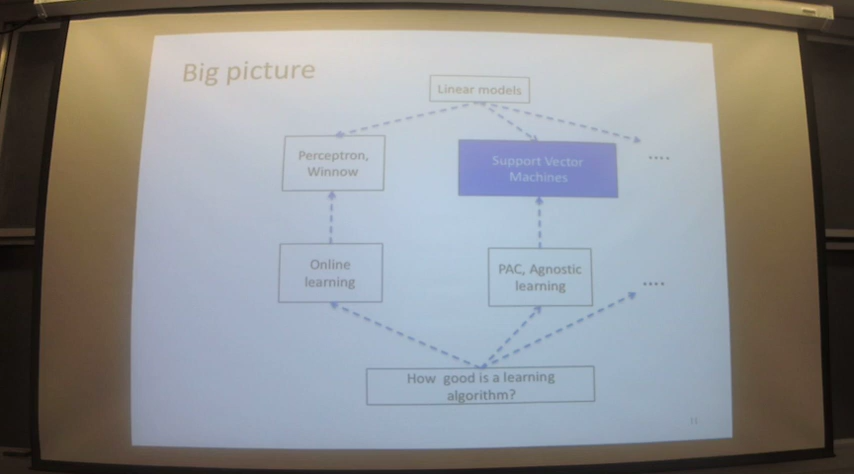 Big picture
Linear models
Perceptron,
Winnow
Support Vector
Machines
....
Online
learning
PAC, Agnostic
learning
....
How good is a learning
algorithm?
11